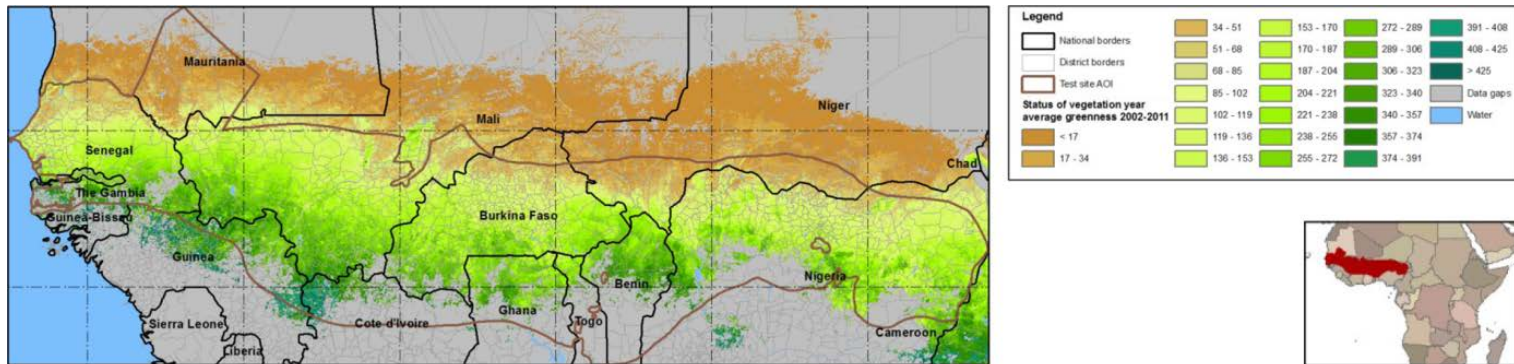 Mauritania
Niger
Mali
Chad
Senegal
The Gambia
Burkina Faso
Guinea-Bissau
Guinea
Nigeria
Benin
Ghana
Sierra Leone
Cote d'Ivoire
Togo
Cameroon
Liberia
Legend
National borders
District borders
Test site AOI
Status of vegetation year
average greenness 2002-2011
< 17
17 - 34
34 - 51
51 - 68
68 - 85
85 - 102
102 - 119
119 - 136
136 - 153
153 - 170
170 - 187
187 - 204
204 - 221
221 - 238
238 - 255
255 - 272
272 - 289
289 - 306
306 - 323
323 - 340
340 - 357
357 - 374
374 - 391
391 - 408
408 - 425
> 425
Data gaps
Water